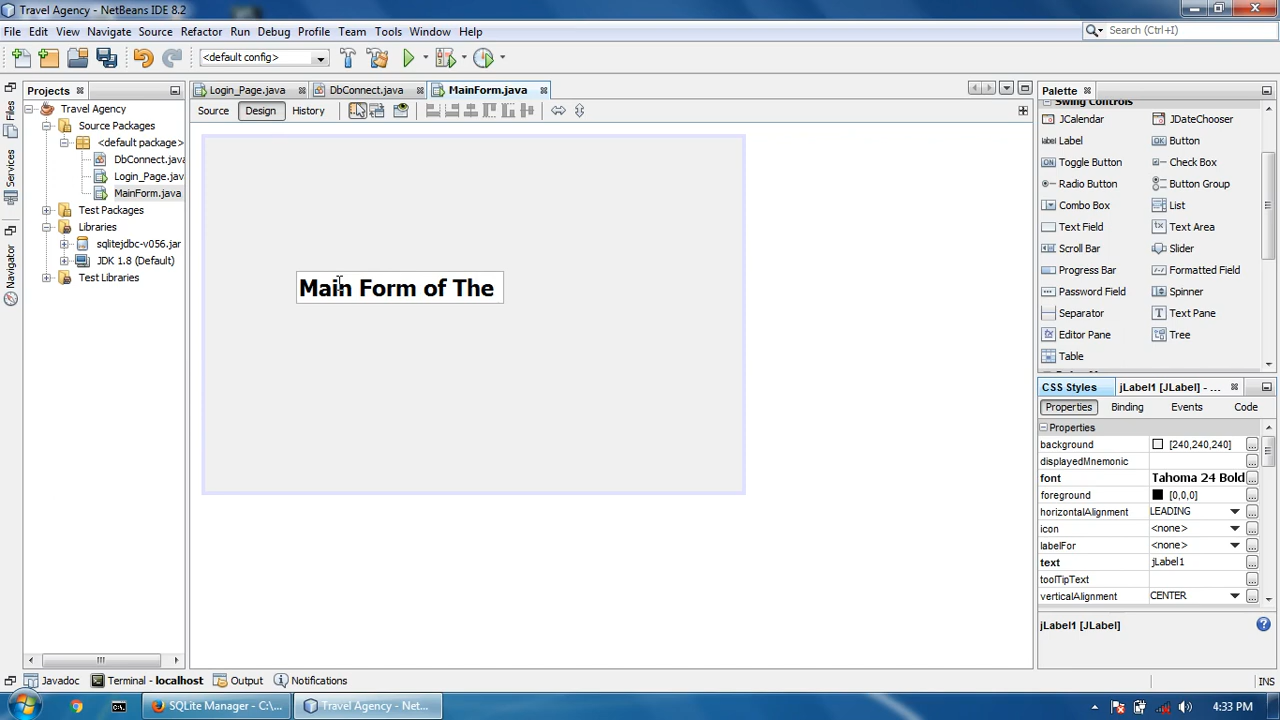 Travel Agency - NetBeans IDE 8.2
File Edit View Navigate Source Refactor Run Debug Profile Team Tools Window Help
Search (Ctrl+I)
<default config>
Projects
Login_Page.java
DbConnect.java
MainForm.java
Palette
Source Design History
Files
Services
Navigator
Travel Agency
Source Packages
<default package>
DbConnect.java
Login_Page.jav
MainForm.java
Test Packages
Libraries
sqlitejdbc-v056.jar
JDK 1.8 (Default)
Test Libraries
Main Form of The
Swing Controls
JCalendar JDateChooser
Label Button
Toggle Button Check Box
Radio Button Button Group
Combo Box List
Text Field Text Area
Scroll Bar Slider
Progress Bar Formatted Field
Password Field Spinner
Separator Text Pane
Editor Pane Tree
Table
CSS Styles jLabel1 [JLabel] - ...
Properties Binding Events Code
Properties
background [240,240,240] ...
displayedMnemonic ...
font Tahoma 24 Bold ...
foreground [0,0,0] ...
horizontalAlignment LEADING ...
icon <none> ...
labelFor <none> ...
text jLabel1 ...
toolTipText ...
verticalAlignment CENTER ...
jLabel1 [JLabel]
Javadoc Terminal - localhost Output Notifications
INS
SQLite Manager - C:\...
Travel Agency - Net...
4:33 PM